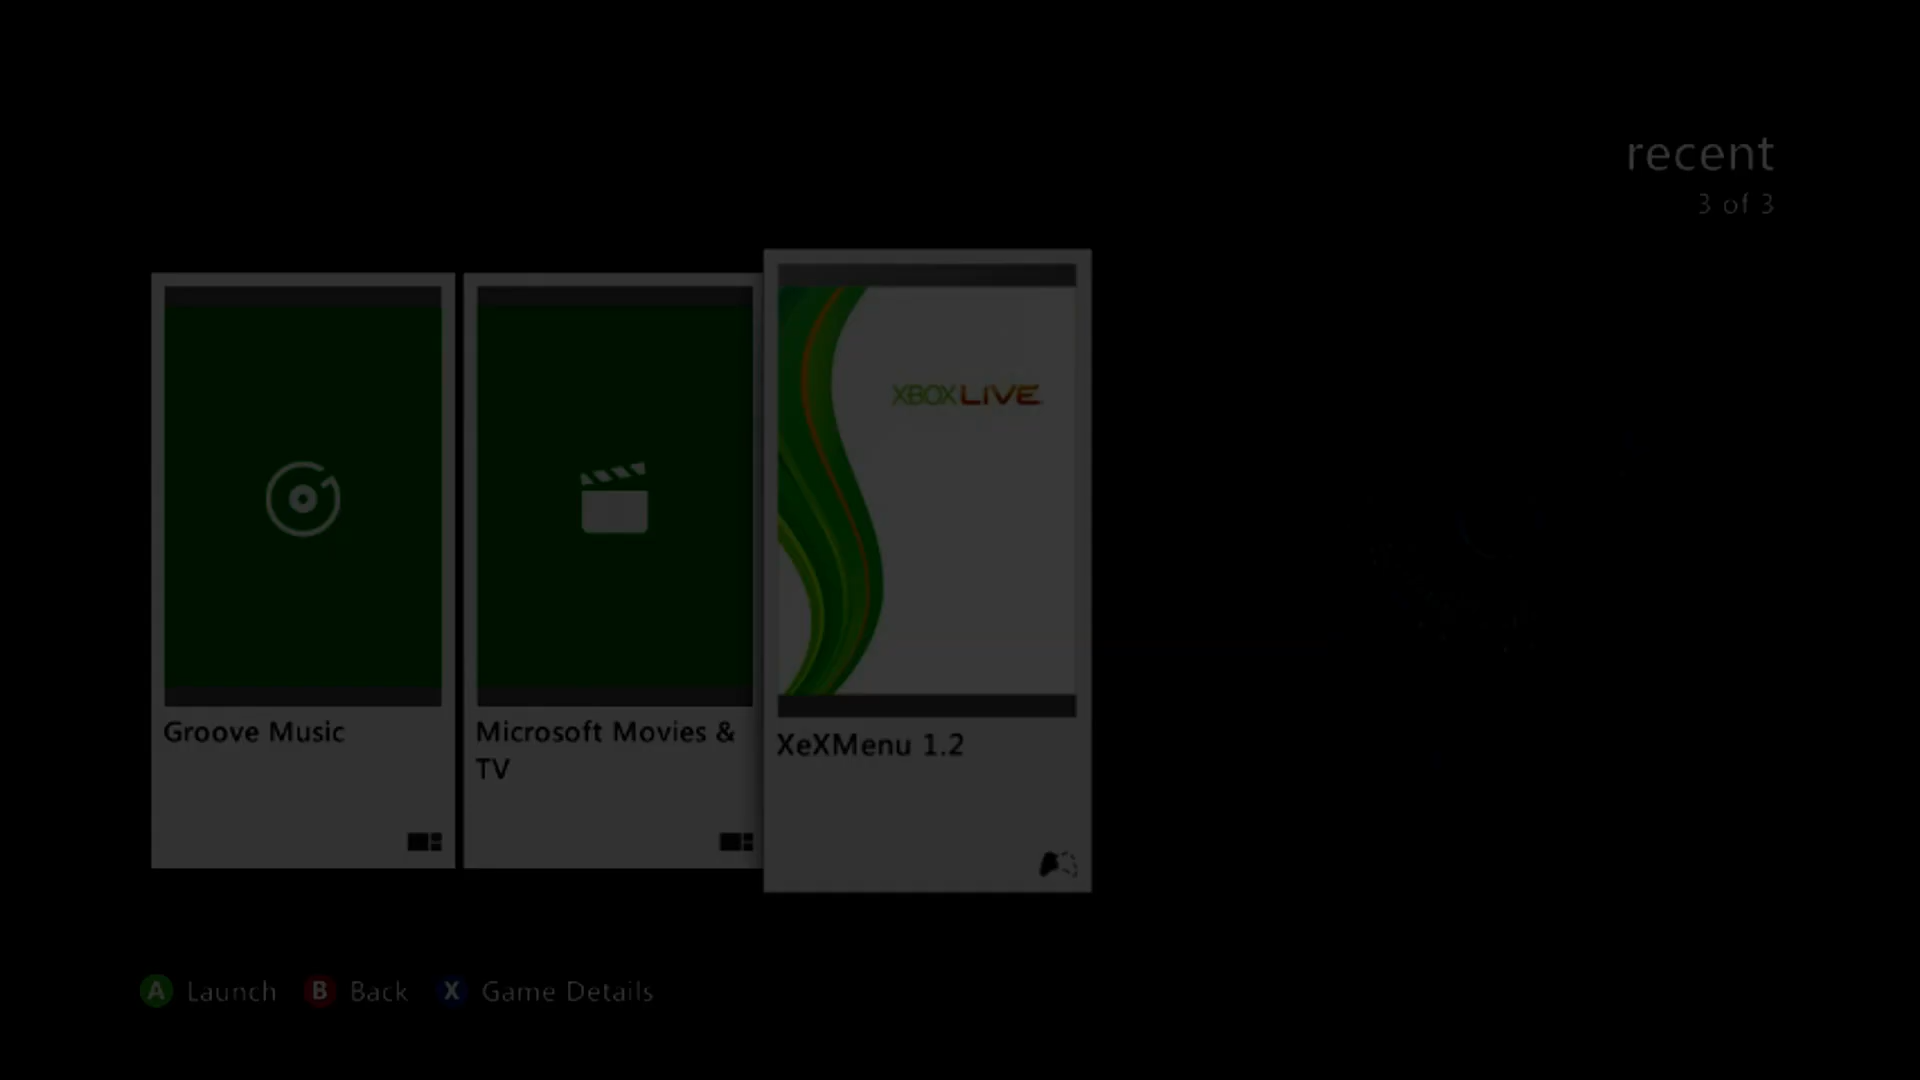 recent
3 of 3
XBOX LIVE
Groove Music
Microsoft Movies &
TV
XeXMenu 1.2
A Launch B Back X Game Details